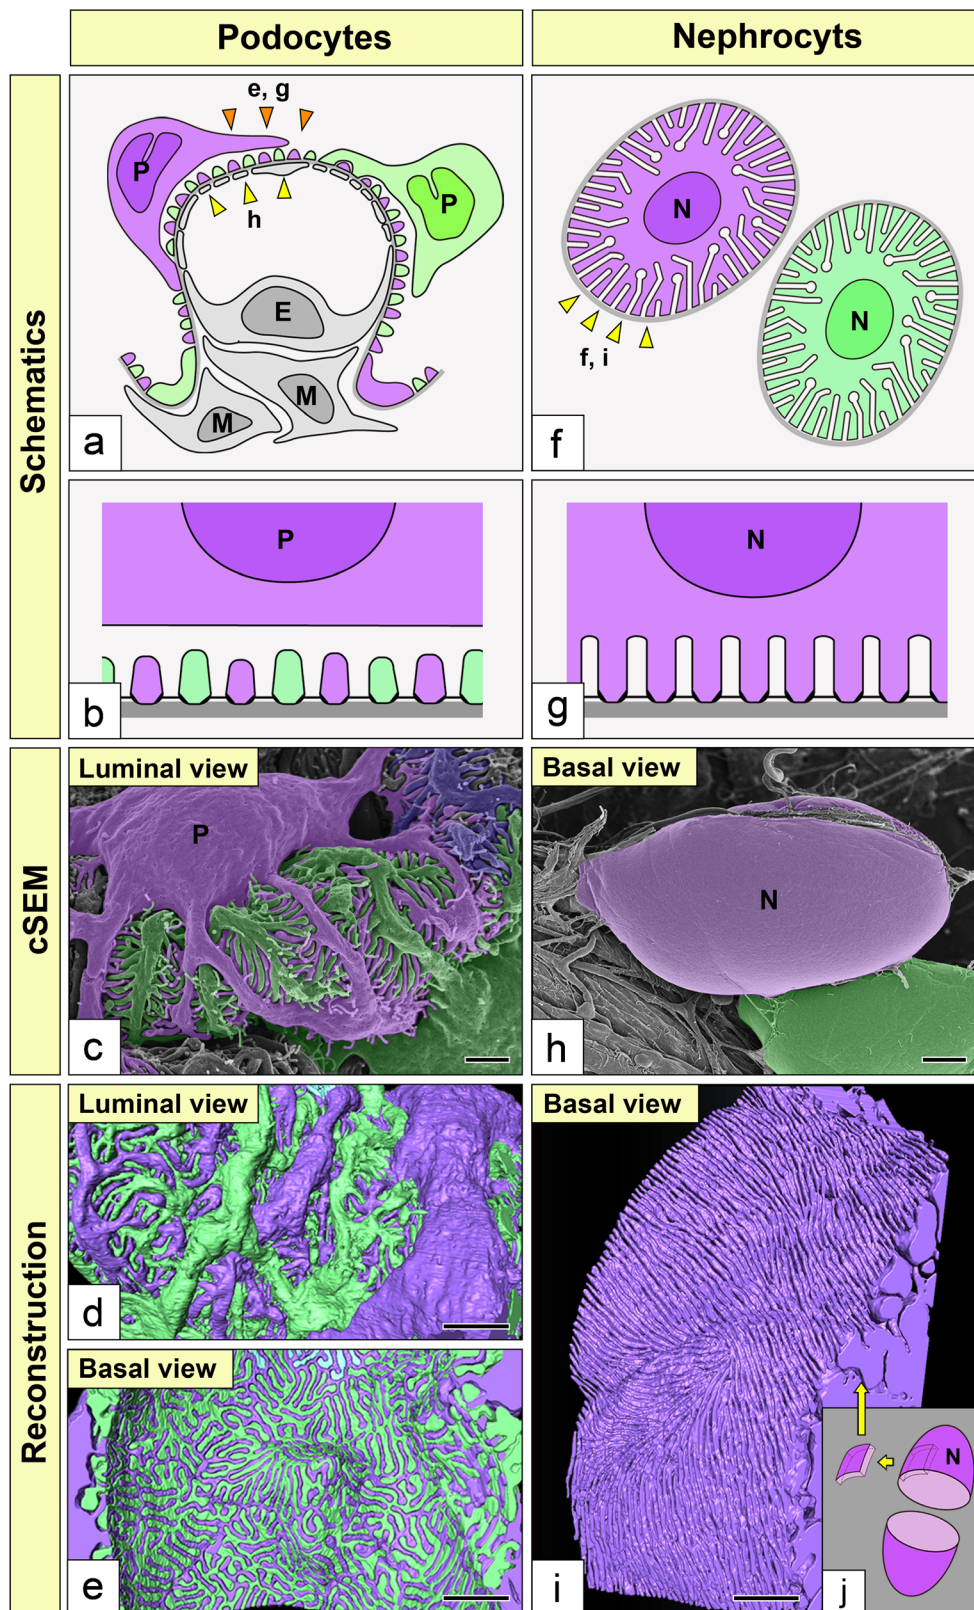 Podocytes
Nephrocyts
Schematics
e, g
P
P
h
E
M
M
a
N
N
f, i
f
P
b
N
g
cSEM
Luminal view
P
c
Basal view
N
h
Reconstruction
Luminal view
d
Basal view
e
Basal view
i
N
j